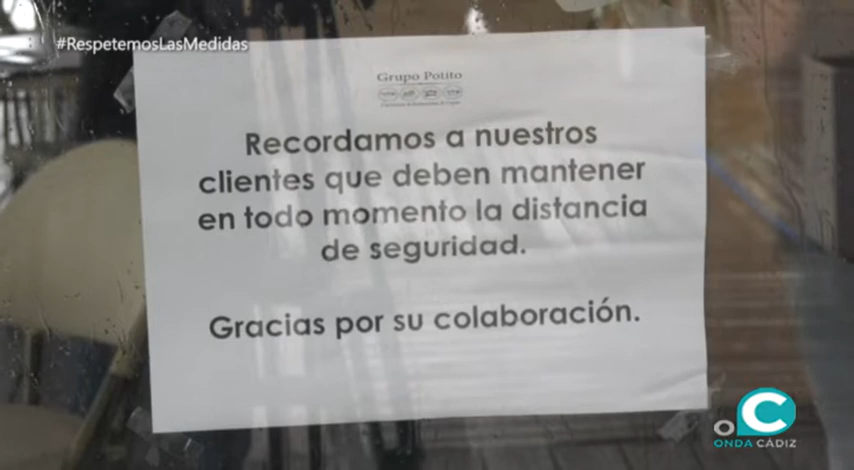 #RespetemosLasMedidas
Grupo Potito
Recordamos a nuestros
clientes que deben mantener
en todo momento la distancia
de seguridad.
Gracias por su colaboración.
OC
ONDA CÁDIZ